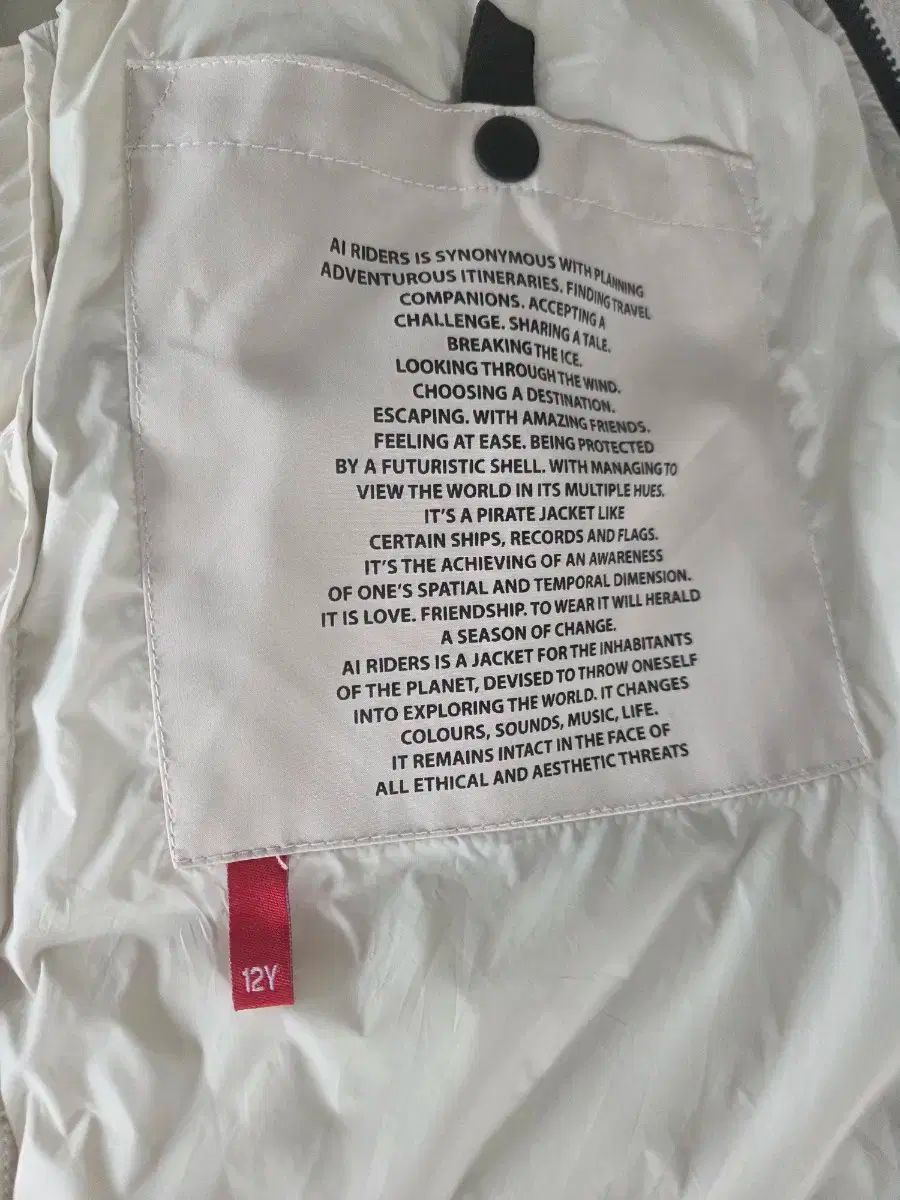 AI RIDERS IS SYNONYMOUS WITH PLANNING
ADVENTUROUS ITINERARIES. FINDING TRAVEL
COMPANIONS. ACCEPTING A
CHALLENGE. SHARING A TALE.
BREAKING THE ICE.
LOOKING THROUGH THE WIND.
CHOOSING A DESTINATION.
ESCAPING. WITH AMAZING FRIENDS.
FEELING AT EASE. BEING PROTECTED
BY A FUTURISTIC SHELL. WITH MANAGING TO
VIEW THE WORLD IN ITS MULTIPLE HUES.
IT'S A PIRATE JACKET LIKE
CERTAIN SHIPS, RECORDS AND FLAGS.
IT'S THE ACHIEVING OF AN AWARENESS
OF ONE'S SPATIAL AND TEMPORAL DIMENSION.
IT IS LOVE. FRIENDSHIP. TO WEAR IT WILL HERALD
A SEASON OF CHANGE.
AI RIDERS IS A JACKET FOR THE INHABITANTS
OF THE PLANET, DEVISED TO THROW ONESELF
INTO EXPLORING THE WORLD. IT CHANGES
COLOURS, SOUNDS, MUSIC, LIFE.
IT REMAINS INTACT IN THE FACE OF
ALL ETHICAL AND AESTHETIC THREATS
12Y